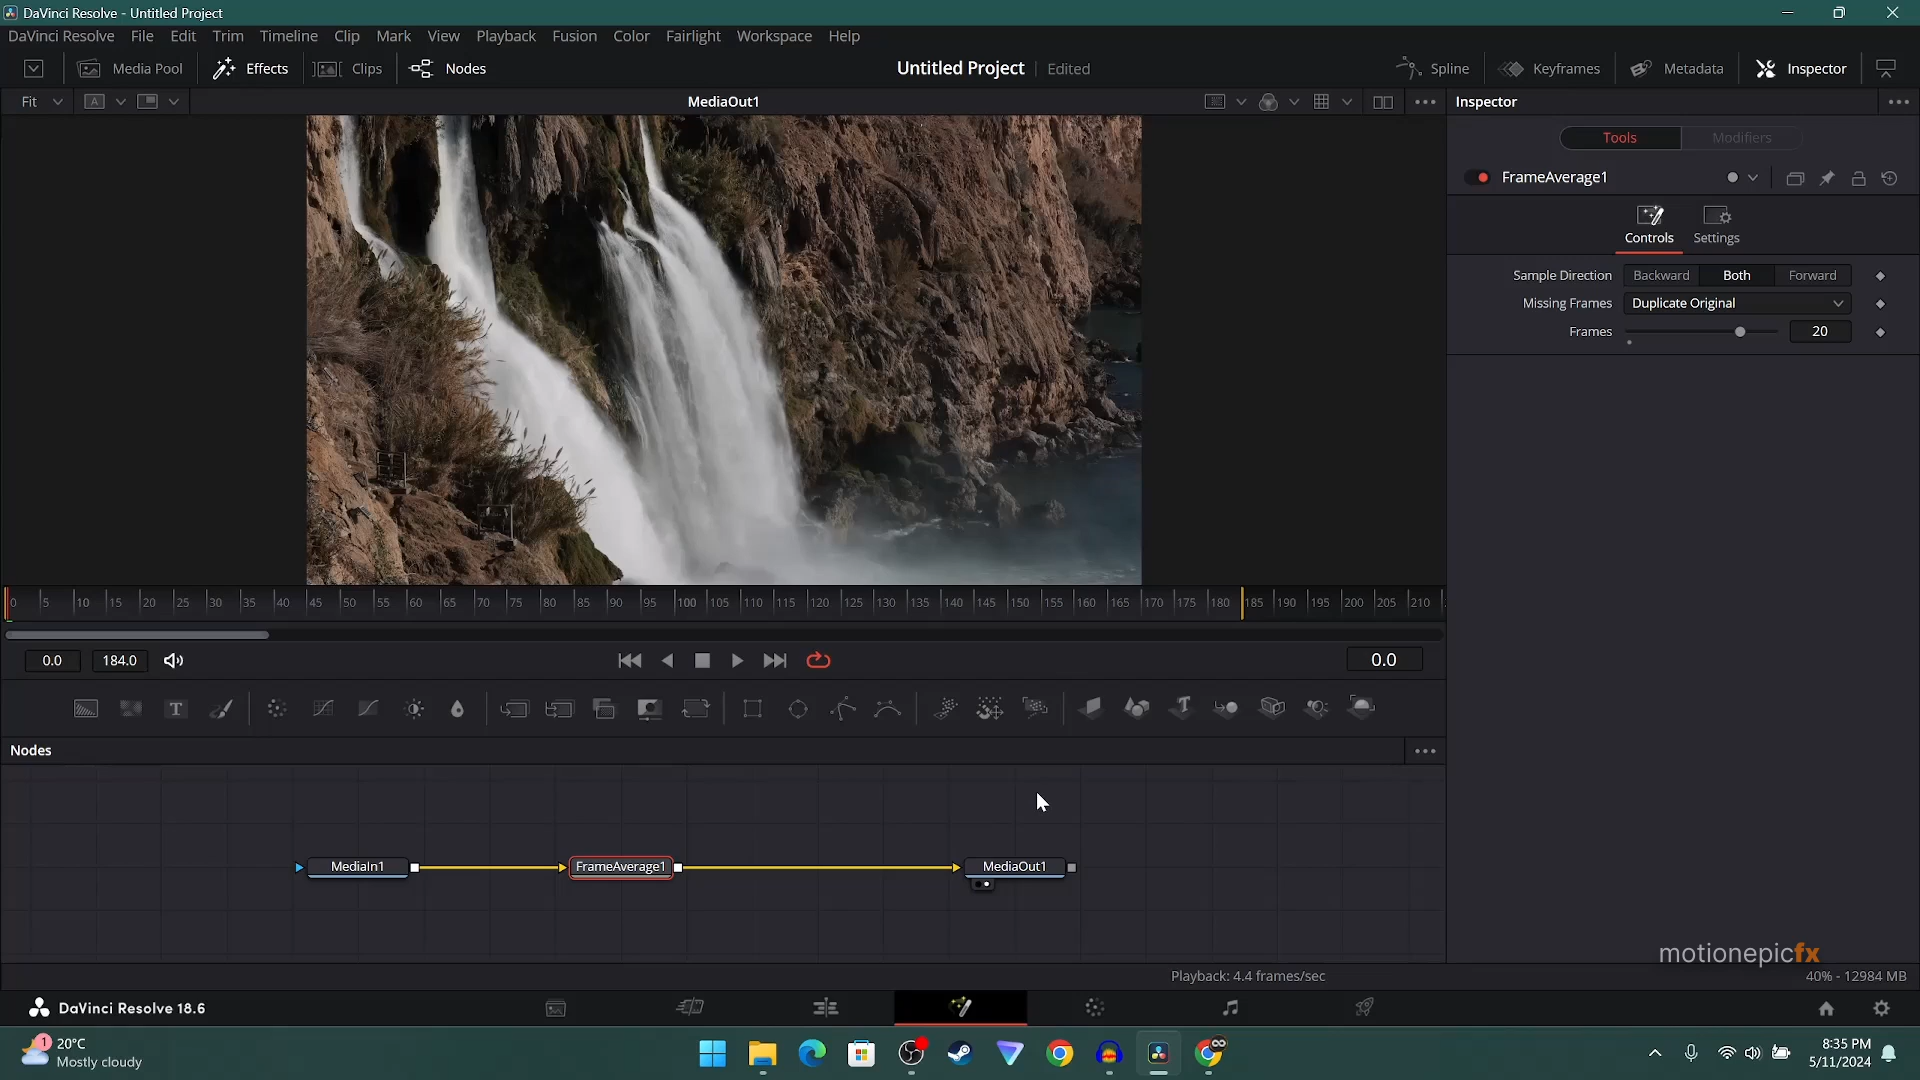 DaVinci Resolve - Untitled Project
DaVinci Resolve File Edit Trim Timeline Clip Mark View Playback Fusion Color Fairlight Workspace Help
Media Pool Effects Clips Nodes Untitled Project Edited Spline Keyframes Metadata Inspector
Fit A MediaOut1 Inspector
Tools Modifiers
FrameAverage1
Controls Settings
Sample Direction Backward Both Forward
Missing Frames Duplicate Original
Frames 20
0 5 10 15 20 25 30 35 40 45 50 55 60 65 70 75 80 85 90 95 100 105 110 115 120 125 130 135 140 145 150 155 160 165 170 175 180 185 190 195 200 205 210
0.0 184.0 0.0
T T
Nodes
MediaIn1 FrameAverage1 MediaOut1
motionepicfx
Playback: 4.4 frames/sec 40% - 12984 MB
DaVinci Resolve 18.6
1 20°C
Mostly cloudy
8:35 PM
5/11/2024